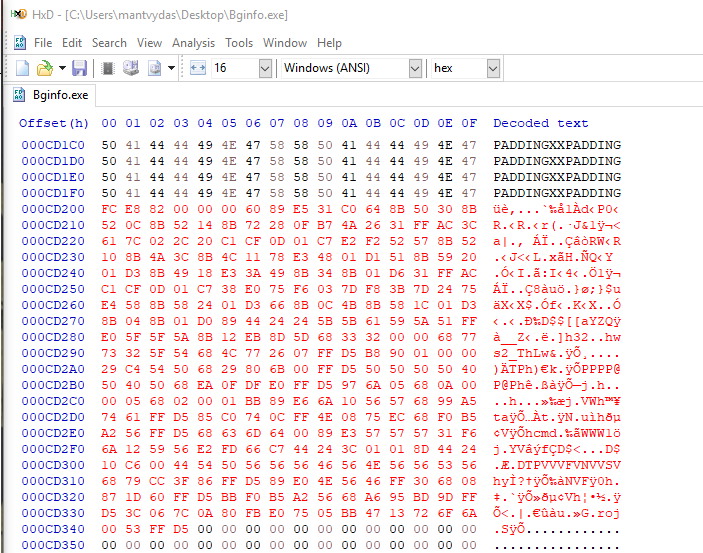 HxD - [C:\Users\mantvydas\Desktop\Bginfo.exe]
File Edit Search View Analysis Tools Window Help
16 Windows (ANSI) hex
Bginfo.exe
Offset(h) 00 01 02 03 04 05 06 07 08 09 0A 0B 0C 0D 0E 0F Decoded text
000CD1C0 50 41 44 44 49 4E 47 58 58 50 41 44 44 49 4E 47 PADDINGXXPADDING
000CD1D0 50 41 44 44 49 4E 47 58 58 50 41 44 44 49 4E 47 PADDINGXXPADDING
000CD1E0 50 41 44 44 49 4E 47 58 58 50 41 44 44 49 4E 47 PADDINGXXPADDING
000CD1F0 50 41 44 44 49 4E 47 58 58 50 41 44 44 49 4E 47 PADDINGXXPADDING
000CD200 FC E8 82 00 00 00 60 89 E5 31 C0 64 8B 50 30 8B üè‚...`‰å1Àd‹P0‹
000CD210 52 0C 8B 52 14 8B 72 28 0F B7 4A 26 31 FF AC 3C R.‹R.‹r(.·J&1ÿ¬<
000CD220 61 7C 02 2C 20 C1 CF 0D 01 C7 E2 F2 52 57 8B 52 a|., ÁÏ..ÇâòRW‹R
000CD230 10 8B 4A 3C 8B 4C 11 78 E3 48 01 D1 51 8B 59 20 .‹J<‹L.xãH.ÑQ‹Y
000CD240 01 D3 8B 49 18 E3 3A 49 8B 34 8B 01 D6 31 FF AC .Ó‹I.ã:I‹4‹.Ö1ÿ¬
000CD250 C1 CF 0D 01 C7 38 E0 75 F6 03 7D F8 3B 7D 24 75 ÁÏ..Ç8àuö.}ø;}$u
000CD260 E4 58 8B 58 24 01 D3 66 8B 0C 4B 8B 58 1C 01 D3 äX‹X$.Óf‹.K‹X..Ó
000CD270 8B 04 8B 01 D0 89 44 24 24 5B 5B 61 59 5A 51 FF ‹.‹.Ð‰D$$[[aYZQÿ
000CD280 E0 5F 5F 5A 8B 12 EB 8D 5D 68 33 32 00 00 68 77 à__Z‹.ë.]h32..hw
000CD290 73 32 5F 54 68 4C 77 26 07 FF D5 B8 90 01 00 00 s2_ThLw&.ÿÕ¸....
000CD2A0 29 C4 54 50 68 29 80 6B 00 FF D5 50 50 50 50 40 )ÄTPh)€k.ÿÕPPPP@
000CD2B0 50 40 50 68 EA 0F DF E0 FF D5 97 6A 05 68 0A 00 P@Phê.ßàÿÕ—j.h..
000CD2C0 00 05 68 02 00 01 BB 89 E6 6A 10 56 57 68 99 A5 ..h...»‰æj.VWh™¥
000CD2D0 74 61 FF D5 85 C0 74 0C FF 4E 08 75 EC 68 F0 B5 taÿÕ…Àt.ÿN.uìhðµ
000CD2E0 A2 56 FF D5 68 63 6D 64 00 89 E3 57 57 57 31 F6 ¢VÿÕhcmd.‰ãWWW1ö
000CD2F0 6A 12 59 56 E2 FD 66 C7 44 24 3C 01 01 8D 44 24 j.YVâýfÇD$<...D$
000CD300 10 C6 00 44 54 50 56 56 56 46 56 4E 56 56 53 56 .Æ.DTPVVVFVNVVSV
000CD310 68 79 CC 3F 86 FF D5 89 E0 4E 56 46 FF 30 68 08 hyÌ?†ÿÕ‰àNVFÿ0h.
000CD320 87 1D 60 FF D5 BB F0 B5 A2 56 68 A6 95 BD 9D FF ‡.`ÿÕ»ðµ¢Vh¦•½.ÿ
000CD330 D5 3C 06 7C 0A 80 FB E0 75 05 BB 47 13 72 6F 6A Õ<.|.€ûàu.»G.roj
000CD340 00 53 FF D5 00 00 00 00 00 00 00 00 00 00 00 00 .SÿÕ............
000CD350 00 00 00 00 00 00 00 00 00 00 00 00 00 00 00 00 ................